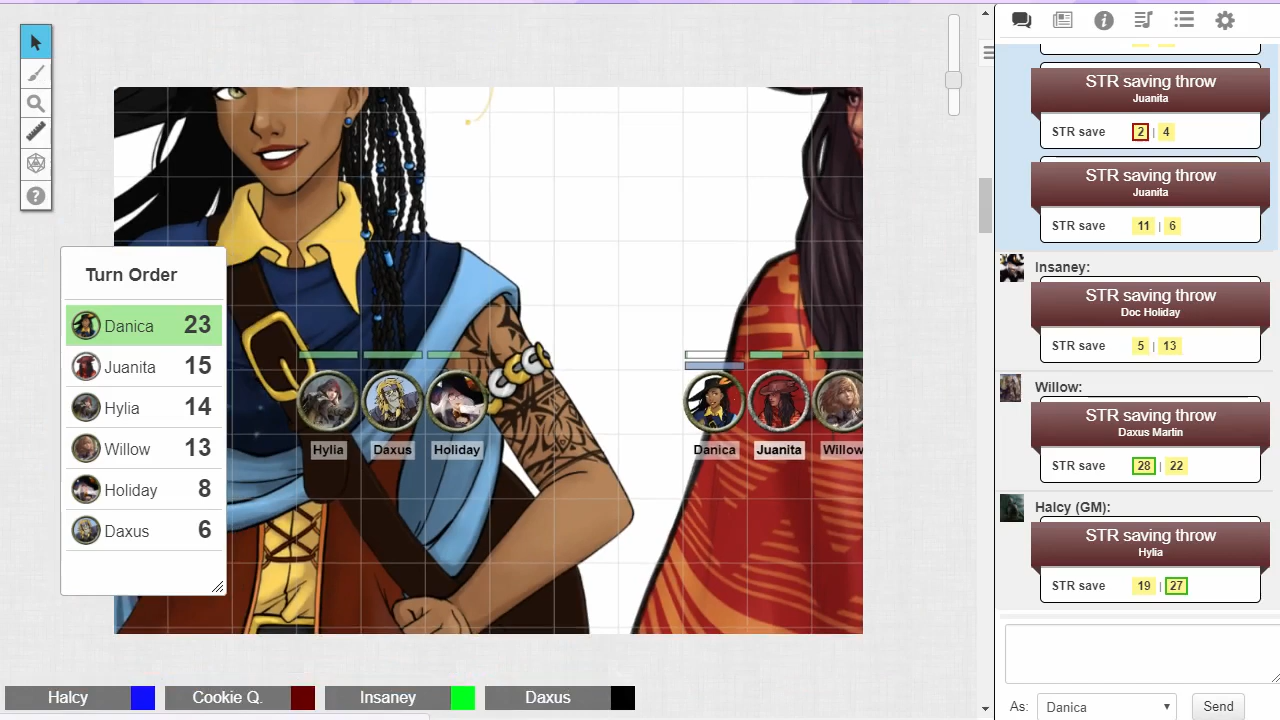 STR saving throw
Juanita
STR save 2 | 4
STR saving throw
Juanita
STR save 11 | 6
Insaney:
STR saving throw
Doc Holiday
STR save 5 | 13
Willow:
STR saving throw
Daxus Martin
STR save 28 | 22
Halcy (GM):
STR saving throw
Hylia
STR save 19 | 27
As: Danica Send
Turn Order
Danica 23
Juanita 15
Hylia 14
Willow 13
Holiday 8
Daxus 6
Hylia Daxus Holiday Danica Juanita Willow
Halcy Cookie Q. Insaney Daxus